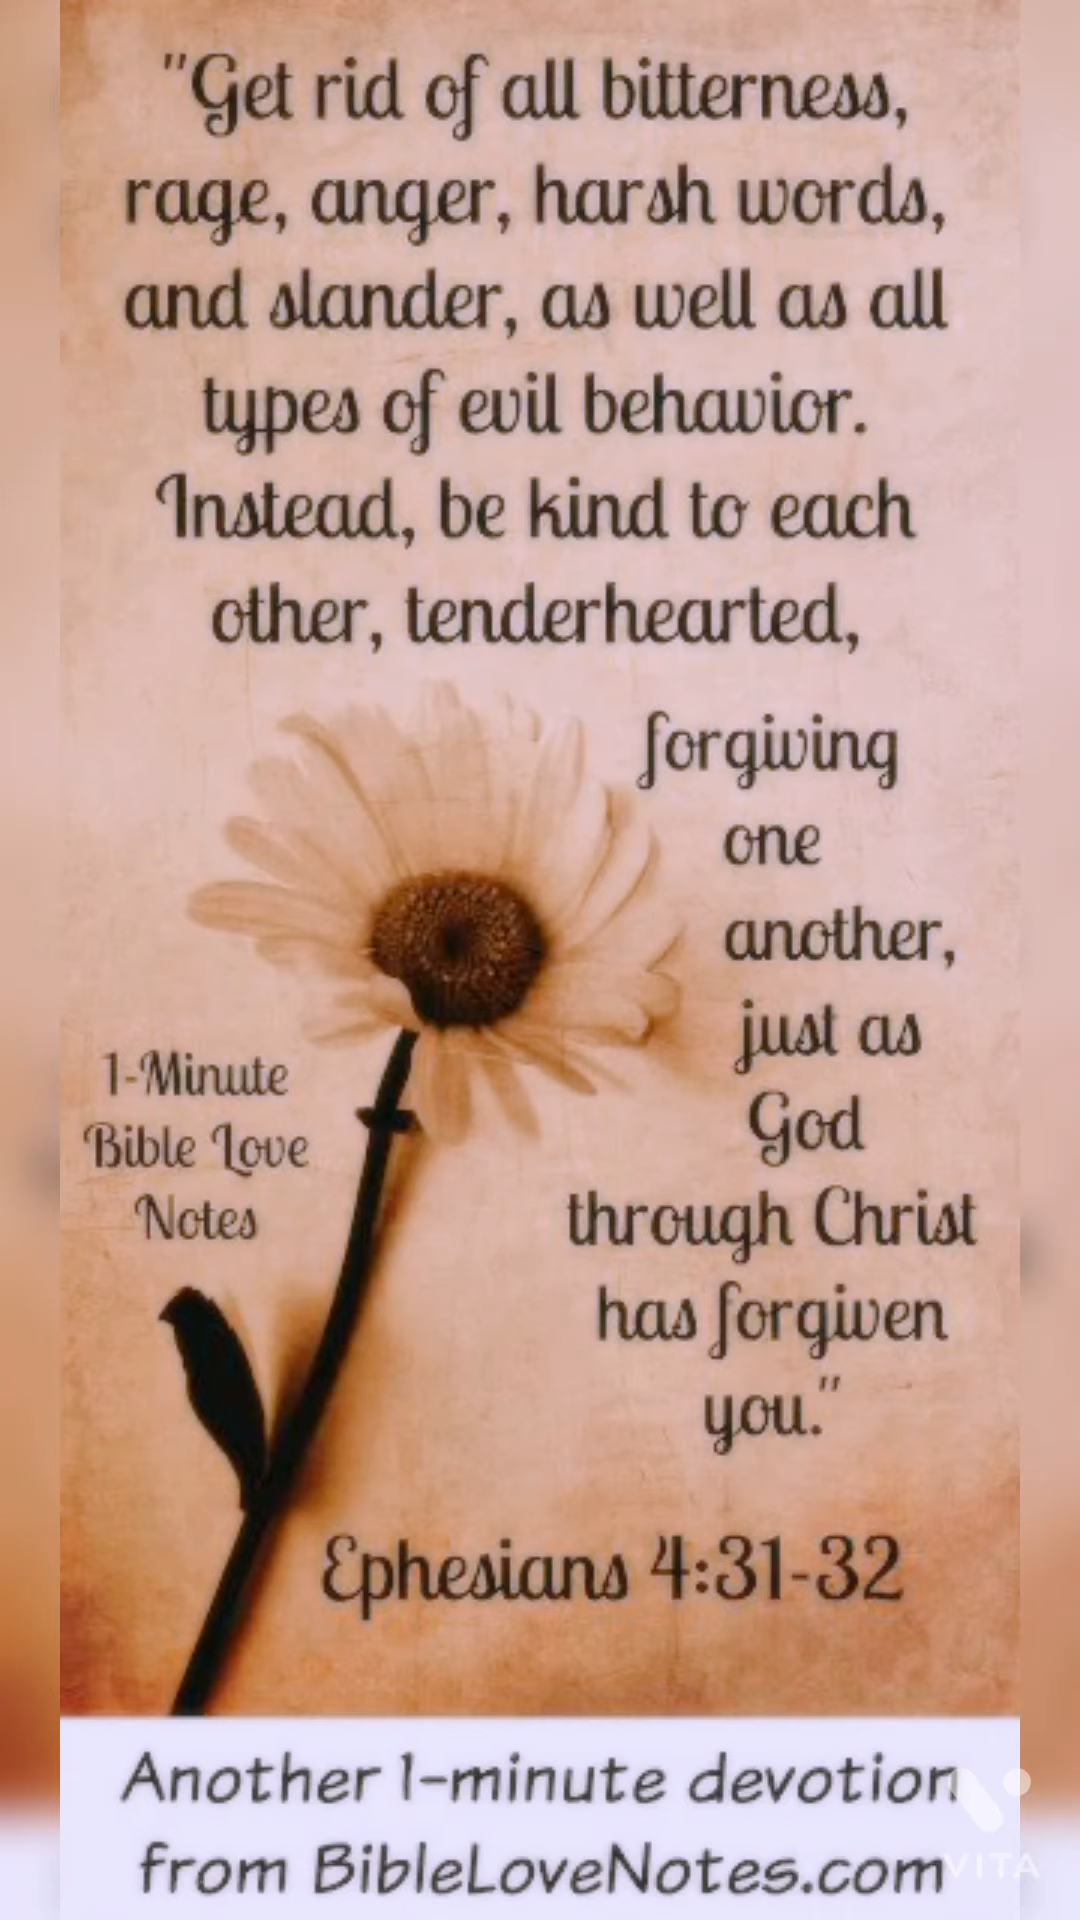 "Get rid of all bitterness,
rage, anger, harsh words,
and slander, as well as all
types of evil behavior.
Instead, be kind to each
other, tenderhearted,
forgiving
one
another,
just as
God
through Christ
has forgiven
you."
1-Minute
Bible Love
Notes
Ephesians 4:31-32
Another 1-minute devotion
from BibleLoveNotes.com
VITA